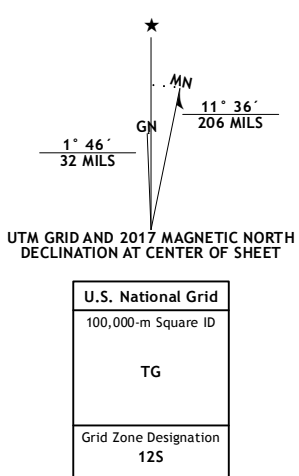 MN
GN
11° 36´
206 MILS
1° 46´
32 MILS
UTM GRID AND 2017 MAGNETIC NORTH
DECLINATION AT CENTER OF SHEET
U.S. National Grid
100,000-m Square ID
TG
Grid Zone Designation
12S